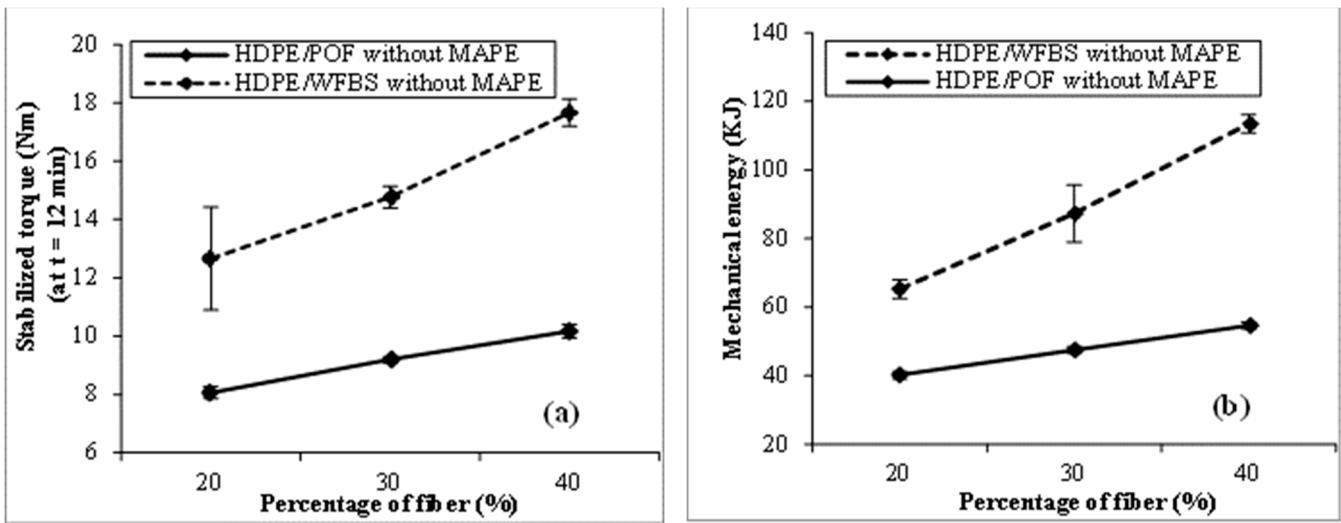 20
18
16
14
12
10
8
6
Stabilized torque (Nm)
(at t = 12 min)
HDPE/POF without MAPE
HDPE/WFBS without MAPE
(a)
20
30
40
Percentage of fiber (%)
140
120
100
80
60
40
20
Mechanical energy (KJ)
HDPE/WFBS without MAPE
HDPE/POF without MAPE
(b)
20
30
40
Percentage of fiber (%)